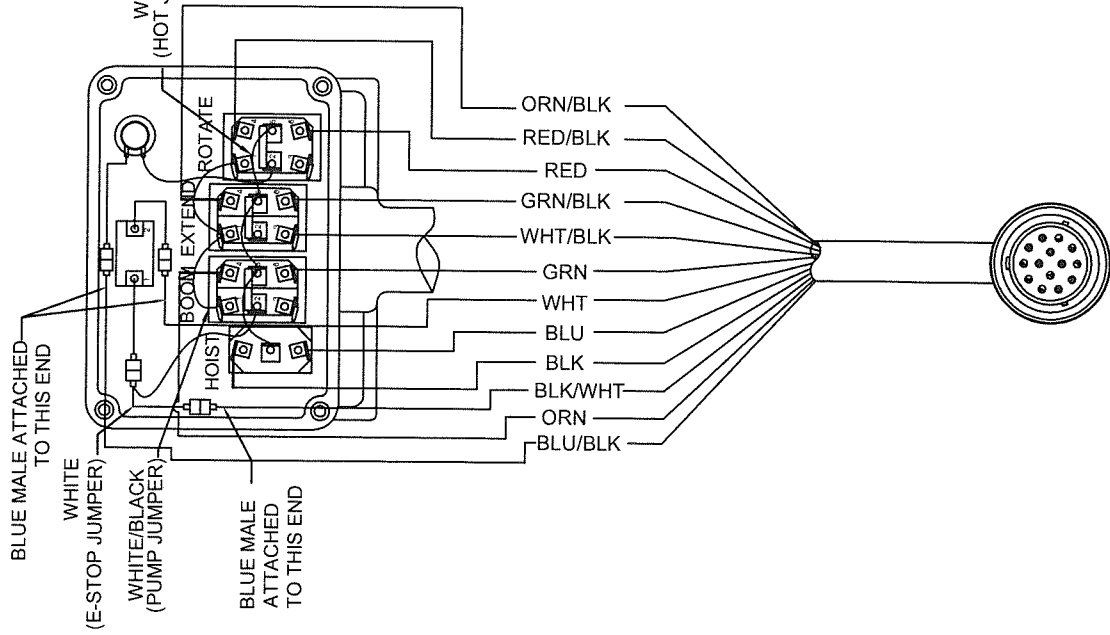 (HOT
ROTATE
EXTEND
BOOM
HOIST
ORN/BLK
RED/BLK
RED
GRN/BLK
WHT/BLK
GRN
WHT
BLU
BLK
BLK/WHT
ORN
BLU/BLK
BLUE MALE ATTACHED
TO THIS END
WHITE
(E-STOP JUMPER)
WHITE/BLACK
(PUMP JUMPER)
BLUE MALE
ATTACHED
TO THIS END